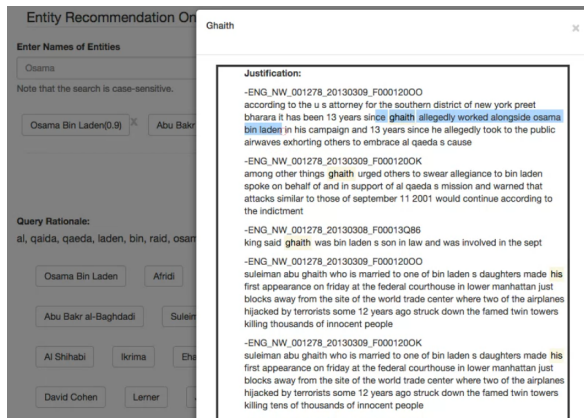 Entity Recommendation On
Enter Names of Entities
Osama
Note that the search is case-sensitive.
Osama Bin Laden(0.9) x Abu Bakr
Query Rationale:
al, qaida, qaeda, laden, bin, raid, osan
Osama Bin Laden Afridi
Abu Bakr al-Baghdadi Suleim
Al Shihabi Ikrima Eha
David Cohen Lerner
Ghaith ×
Justification:
-ENG_NW_001278_20130309_F00012OOO
according to the u s attorney for the southern district of new york preet
bharara it has been 13 years since ghaith allegedly worked alongside osama
bin laden in his campaign and 13 years since he allegedly took to the public
airwaves exhorting others to embrace al qaeda s cause
-ENG_NW_001278_20130309_F00012OOK
among other things ghaith urged others to swear allegiance to bin laden
spoke on behalf of and in support of al qaeda s mission and warned that
attacks similar to those of september 11 2001 would continue according to
the indictment
-ENG_NW_001278_20130308_F00013Q86
king said ghaith was bin laden s son in law and was involved in the sept
-ENG_NW_001278_20130309_F00012OOO
suleiman abu ghaith who is married to one of bin laden s daughters made his
first appearance on friday at the federal courthouse in lower manhattan just
blocks away from the site of the world trade center where two of the airplanes
hijacked by terrorists some 12 years ago struck down the famed twin towers
killing thousands of innocent people
-ENG_NW_001278_20130309_F00012OOK
suleiman abu ghaith who is married to one of bin laden s daughters made his
first appearance on friday at the federal courthouse in lower manhattan just
blocks away from the site of the world trade center where two of the airplanes
hijacked by terrorists some 12 years ago struck down the famed twin towers
killing tens of thousands of innocent people